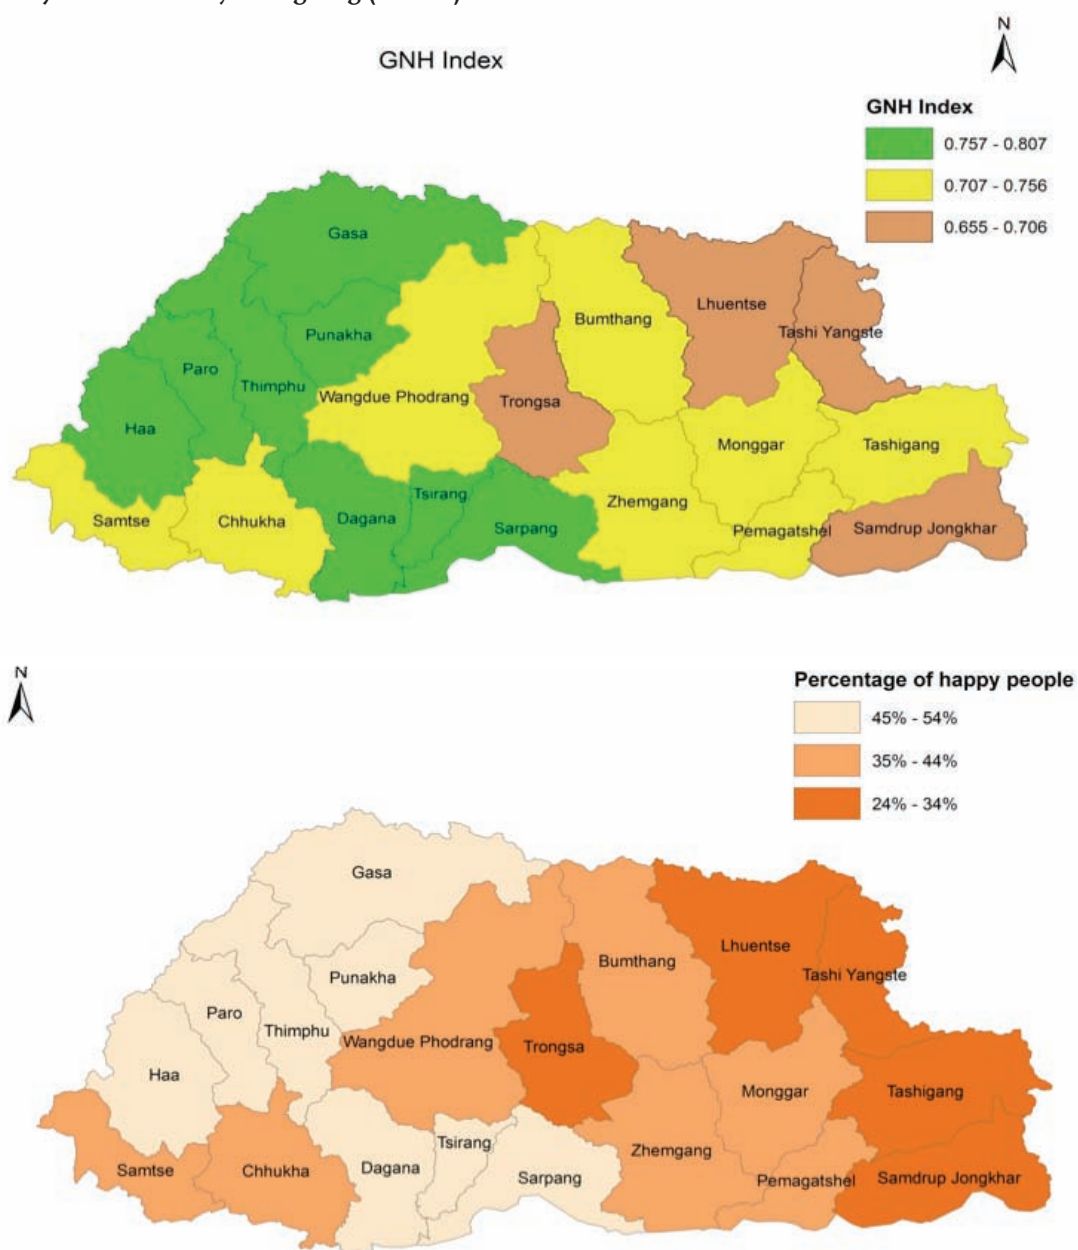 GNH Index
N
GNH Index
0.757 - 0.807
0.707 - 0.756
0.655 - 0.706
Gasa
Lhuentse
Bumthang
Tashi Yangste
Punakha
Paro
Thimphu
Wangdue Phodrang
Trongsa
Haa
Monggar
Tashigang
Tsirang
Zhemgang
Samtse
Chhukha
Dagana
Sarpang
Pemagatshel
Samdrup Jongkhar
N
Percentage of happy people
45% - 54%
35% - 44%
24% - 34%
Gasa
Lhuentse
Bumthang
Tashi Yangste
Punakha
Paro
Thimphu
Wangdue Phodrang
Trongsa
Haa
Monggar
Tashigang
Tsirang
Zhemgang
Samtse
Chhukha
Dagana
Sarpang
Pemagatshel
Samdrup Jongkhar